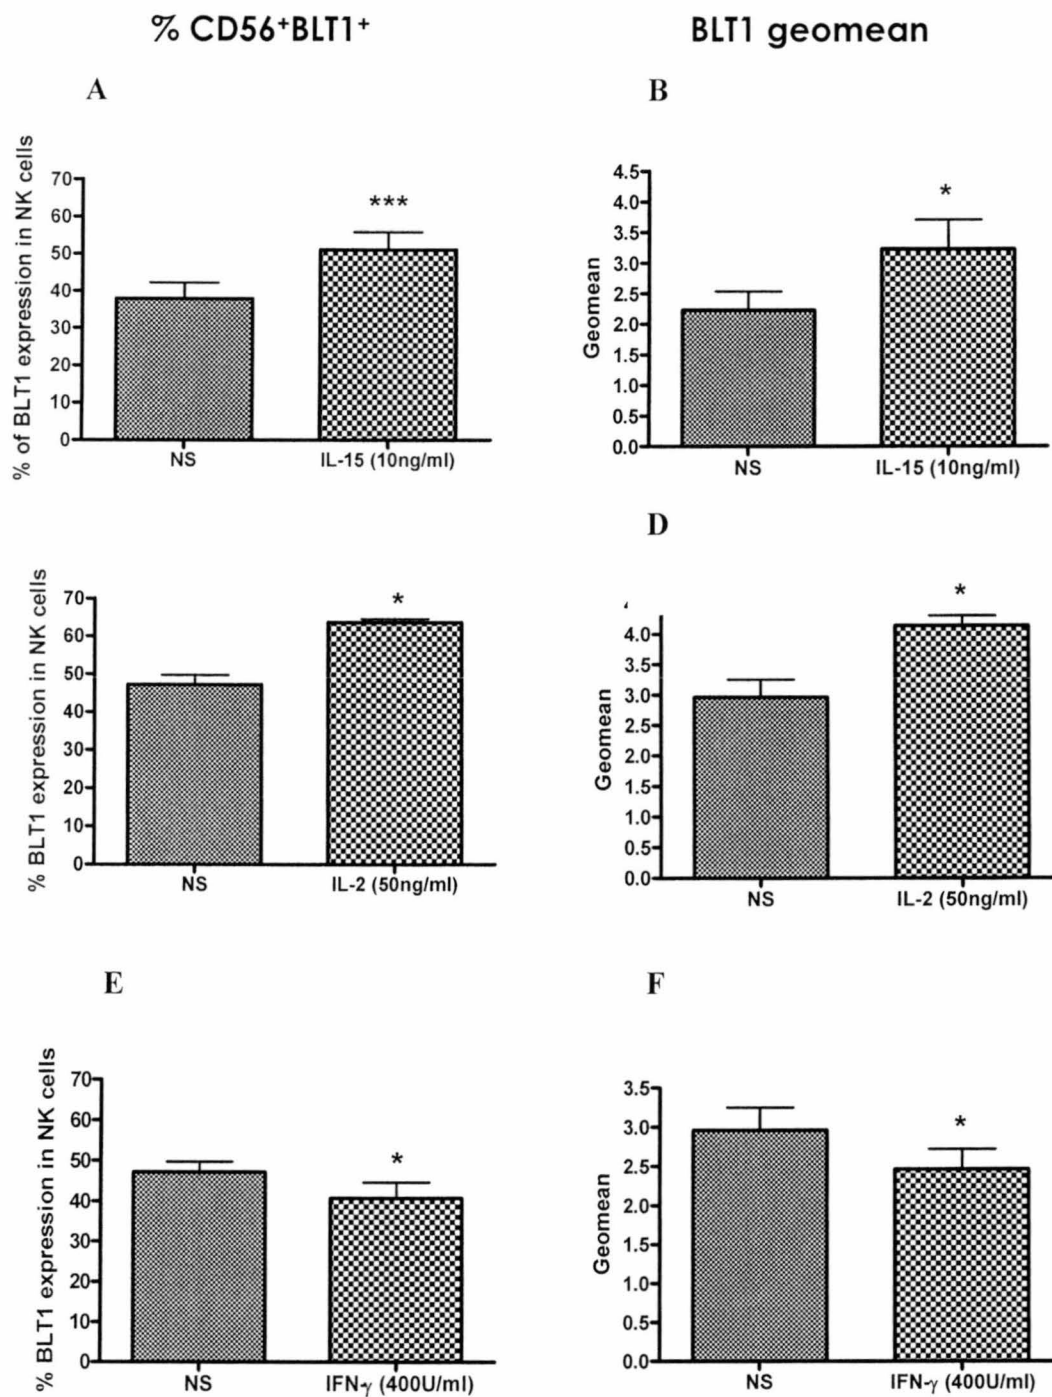 % CD56⁺BLT1⁺
BLT1 geomean
A
% of BLT1 expression in NK cells
70
60
50
40
30
20
10
0
***
NS
IL-15 (10ng/ml)
B
Geomean
4.5
4.0
3.5
3.0
2.5
2.0
1.5
1.0
0.5
0.0
*
NS
IL-15 (10ng/ml)
% BLT1 expression in NK cells
70
60
50
40
30
20
10
0
*
NS
IL-2 (50ng/ml)
D
Geomean
4.0
3.5
3.0
2.5
2.0
1.5
1.0
0.5
0.0
*
NS
IL-2 (50ng/ml)
E
% BLT1 expression in NK cells
70
60
50
40
30
20
10
0
*
NS
IFN-γ (400U/ml)
F
Geomean
3.5
3.0
2.5
2.0
1.5
1.0
0.5
0.0
*
NS
IFN-γ (400U/ml)